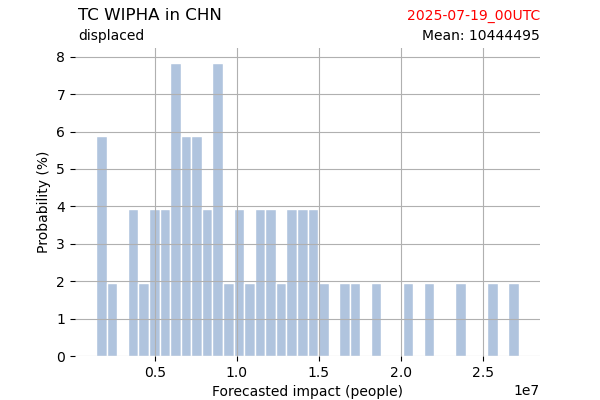 TC WIPHA in CHN
2025-07-19_00UTC
displaced
Mean: 10444495
8
7
6
5
4
3
2
1
0
Probability (%)
0.5
1.0
1.5
2.0
2.5
Forecasted impact (people)
1e7